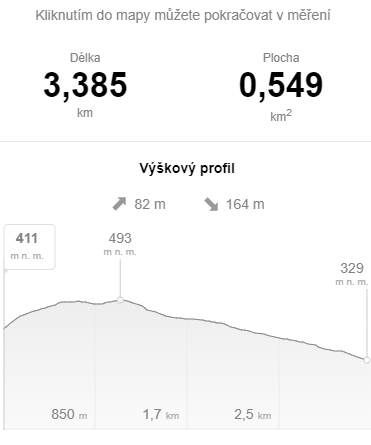 Kliknutím do mapy můžete pokračovat v měření
Délka
3,385
km
Plocha
0,549
km²
Výškový profil
82 m
164 m
411
m n. m.
493
m n. m.
329
m n. m.
850 m
1,7 km
2,5 km